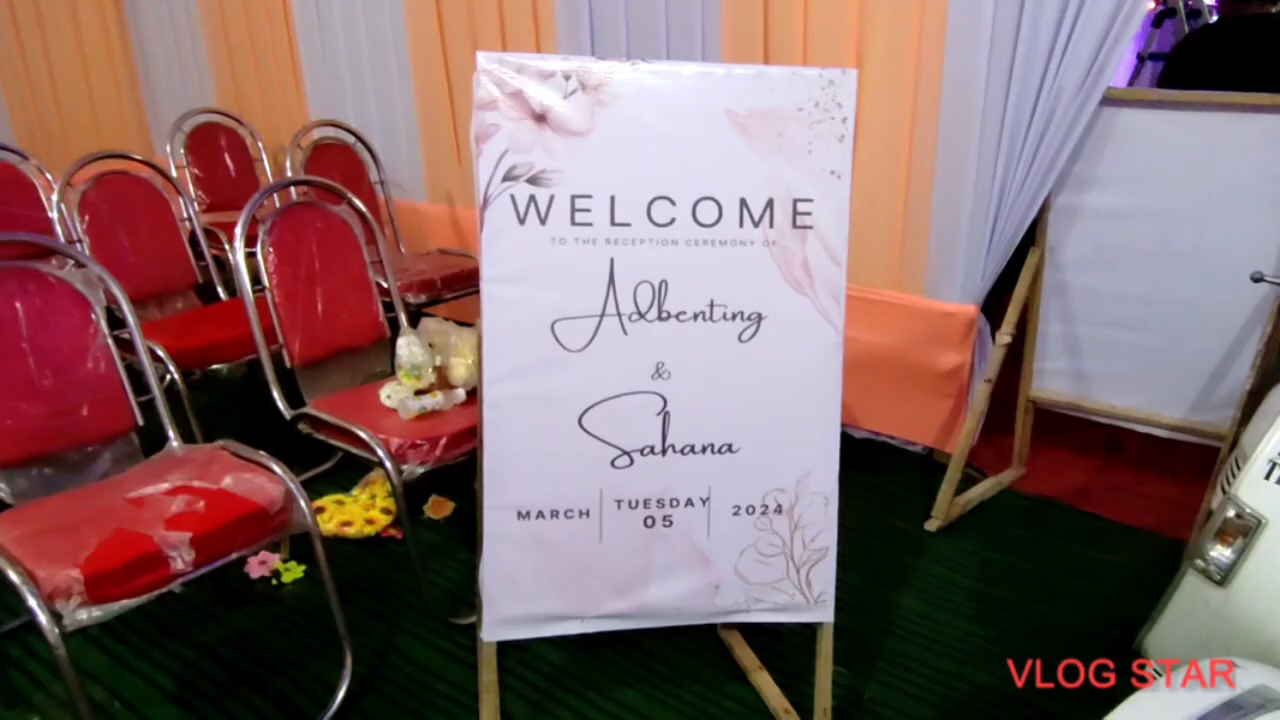 WELCOME
TO THE RECEPTION CEREMONY OF
Adbenting
&
Sahana
MARCH TUESDAY 05 2024
VLOG STAR